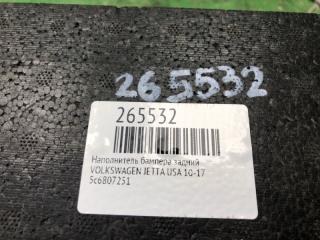 265532
265532
Наполнитель бампера задний
VOLKSWAGEN JETTA USA 10-17
5c6807251